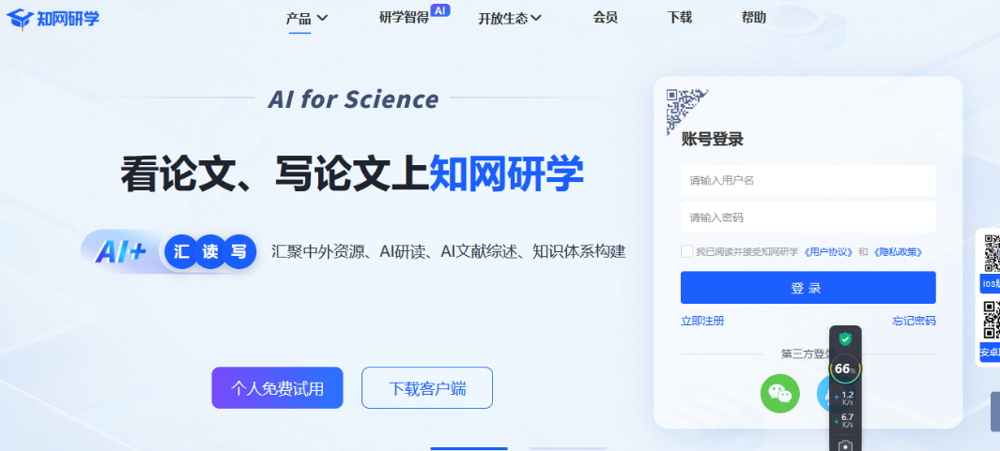 知网研学
产品
研学智得 AI
开放生态
会员
下载
帮助
AI for Science
看论文、写论文上知网研学
AI+ 汇 读 写 汇聚中外资源、AI研读、AI文献综述、知识体系构建
个人免费试用
下载客户端
账号登录
请输入用户名
请输入密码
我已阅读并接受知网研学《用户协议》和《隐私政策》
登 录
立即注册
忘记密码
第三方登录
66%
1.2
K/s
6.7
K/s
ios
安卓